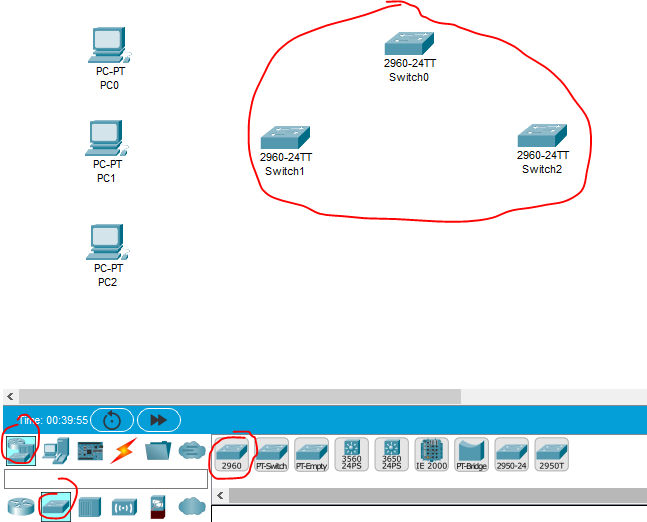 2960-24TT
Switch0
PC-PT
PC0
2960-24TT
Switch1
2960-24TT
Switch2
PC-PT
PC1
PC-PT
PC2
Time: 00:39:55
2960
PT-Switch
PT-Empty
3560
24PS
3650
24PS
IE 2000
PT-Bridge
2950-24
2950T